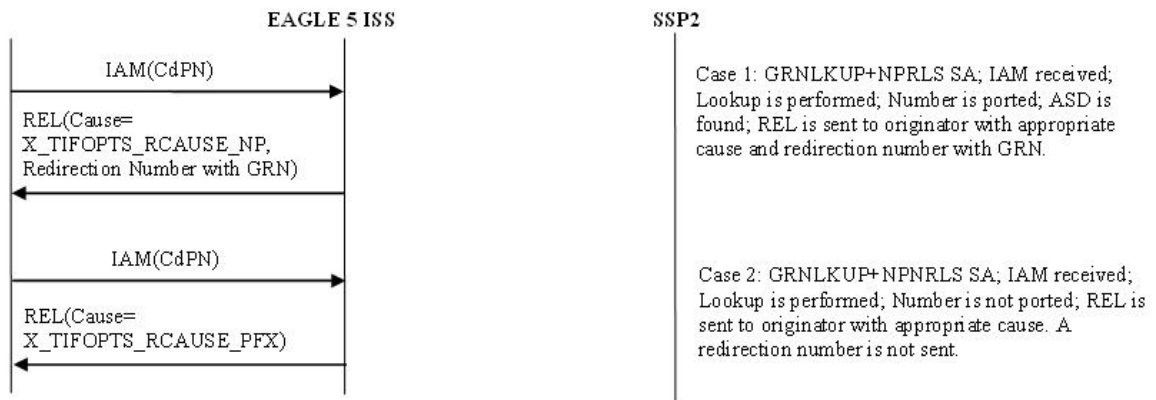 EAGLE 5 ISS
SSP2
IAM(CdPN)
REL(Cause=
X_TIFOPTS_RCAUSE_NP,
Redirection Number with GRN)
Case 1: GRNLKUP+NPRLS SA; IAM received;
Lookup is performed; Number is ported; ASD is
found; REL is sent to originator with appropriate
cause and redirection number with GRN.
IAM(CdPN)
REL(Cause=
X_TIFOPTS_RCAUSE_PFX)
Case 2: GRNLKUP+NPNRLS SA; IAM received;
Lookup is performed; Number is not ported; REL is
sent to originator with appropriate cause. A
redirection number is not sent.